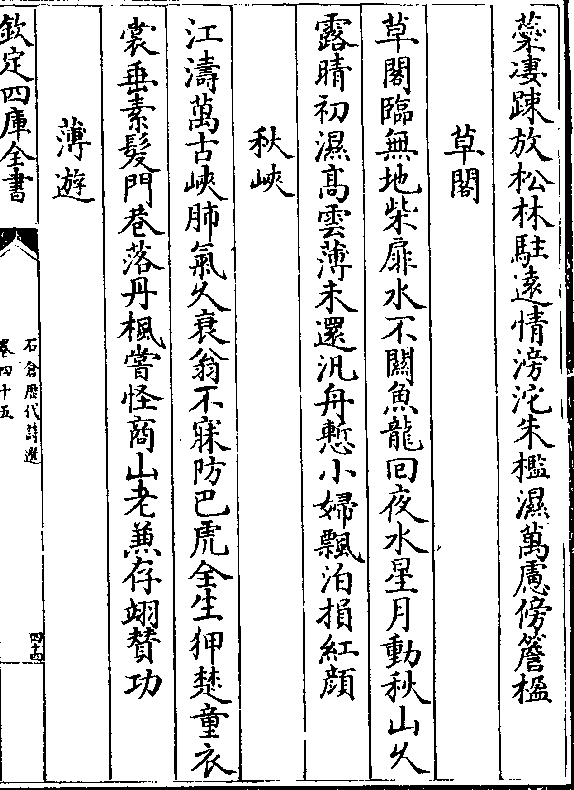 蘂凄踈放松林駐遠情滂沱朱檻濕萬慮傍簷楹
草閣
草閣臨無地柴扉水不關魚龍回夜水星月動秋山久
露晴初濕髙雲薄未還汎舟慙小婦飄泊損紅顔
秋峽
江濤萬古峽肺氣久衰翁不寐防巴虎全生狎楚童衣
裳垂素髮門巷落丹楓嘗怪商山老兼存翊賛功
薄遊
欽定四庫全書
石倉歴代詩選
卷四十五
四十四